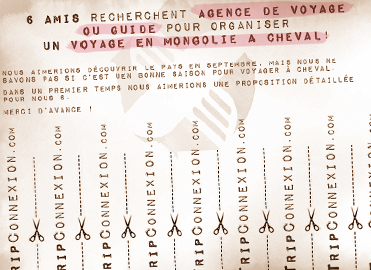 6 AMIS RECHERCHENT AGENCE DE VOYAGE
OU GUIDE POUR ORGANISER
UN VOYAGE EN MONGOLIE A CHEVAL!
NOUS AIMERIONS DÉCOUVRIR LE PAYS EN SEPTEMBRE, MAIS NOUS NE
SAVONS PAS SI C'EST UEN BONNE SAISON POUR VOYAGER À CHEVAL.
DANS UN PREMIER TEMPS NOUS AIMERIONS UNE PROPOSITION DÉTAILLÉE
POUR NOUS 6.
MERCI D'AVANCE !
TRIPCONNEXION.COM
TRIPCONNEXION.COM
TRIPCONNEXION.COM
TRIPCONNEXION.COM
TRIPCONNEXION.COM
TRIPCONNEXION.COM
TRIPCONNEXION.COM
TRIPCONNEXION.COM